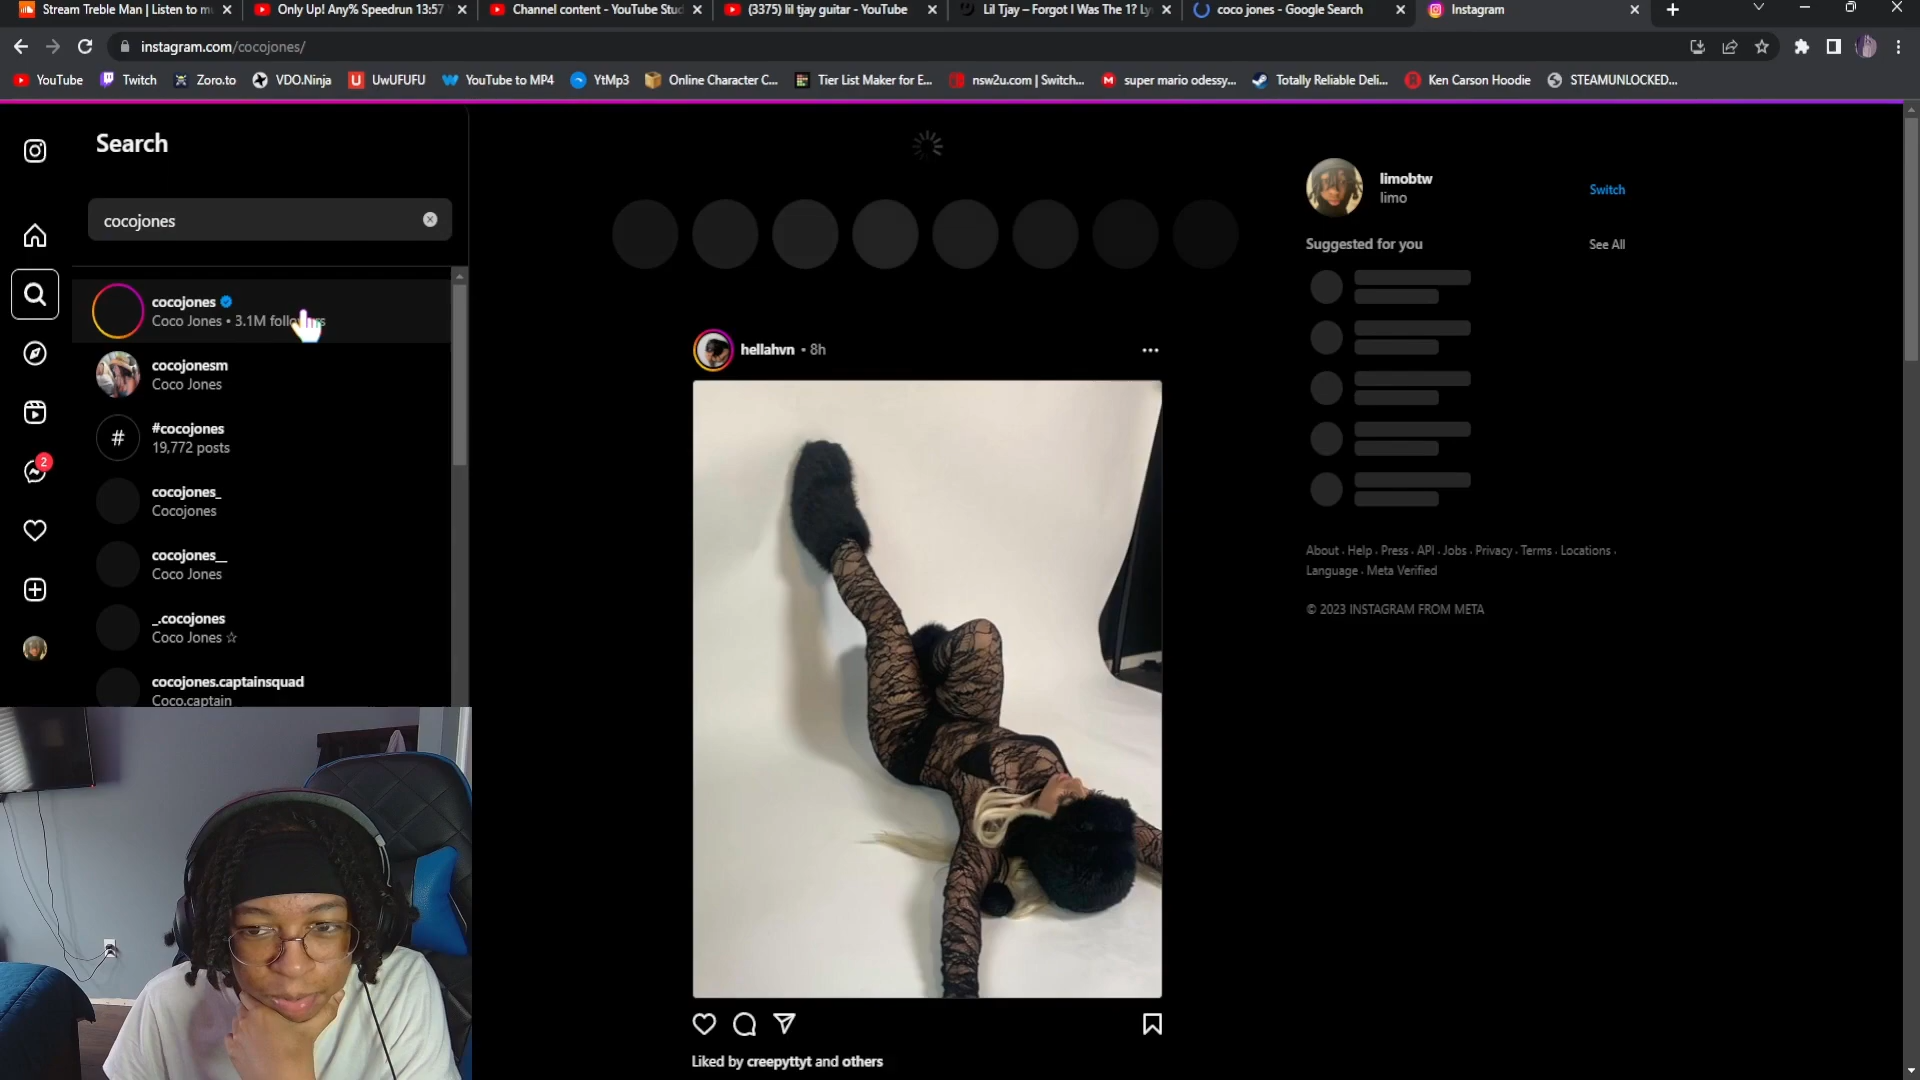 Stream Treble Man | Listen to mu
Only Up! Any% Speedrun 13:57
Channel content - YouTube Stud
(3375) lil tjay guitar - YouTube
Lil Tjay – Forgot I Was The 1? Ly
coco jones - Google Search
Instagram
instagram.com/cocojones/
YouTube
Twitch
Zoro.to
VDO.Ninja
UwUFUFU
YouTube to MP4
YtMp3
Online Character C...
Tier List Maker for E...
nsw2u.com | Switch...
super mario odessy...
Totally Reliable Deli...
Ken Carson Hoodie
STEAMUNLOCKED...
Search
cocojones
cocojones
Coco Jones • 3.1M
cocojonesm
Coco Jones
#
#cocojones
19,772 posts
2
cocojones_
Cocojones
cocojones__
Coco Jones
_.cocojones
Coco Jones ☆
cocojones.captainsquad
Coco.captain
hellahvn • 8h
Liked by creepyttyt and others
limobtw
limo
Switch
Suggested for you
See All
About · Help · Press · API · Jobs · Privacy · Terms · Locations ·
Language · Meta Verified
© 2023 INSTAGRAM FROM META